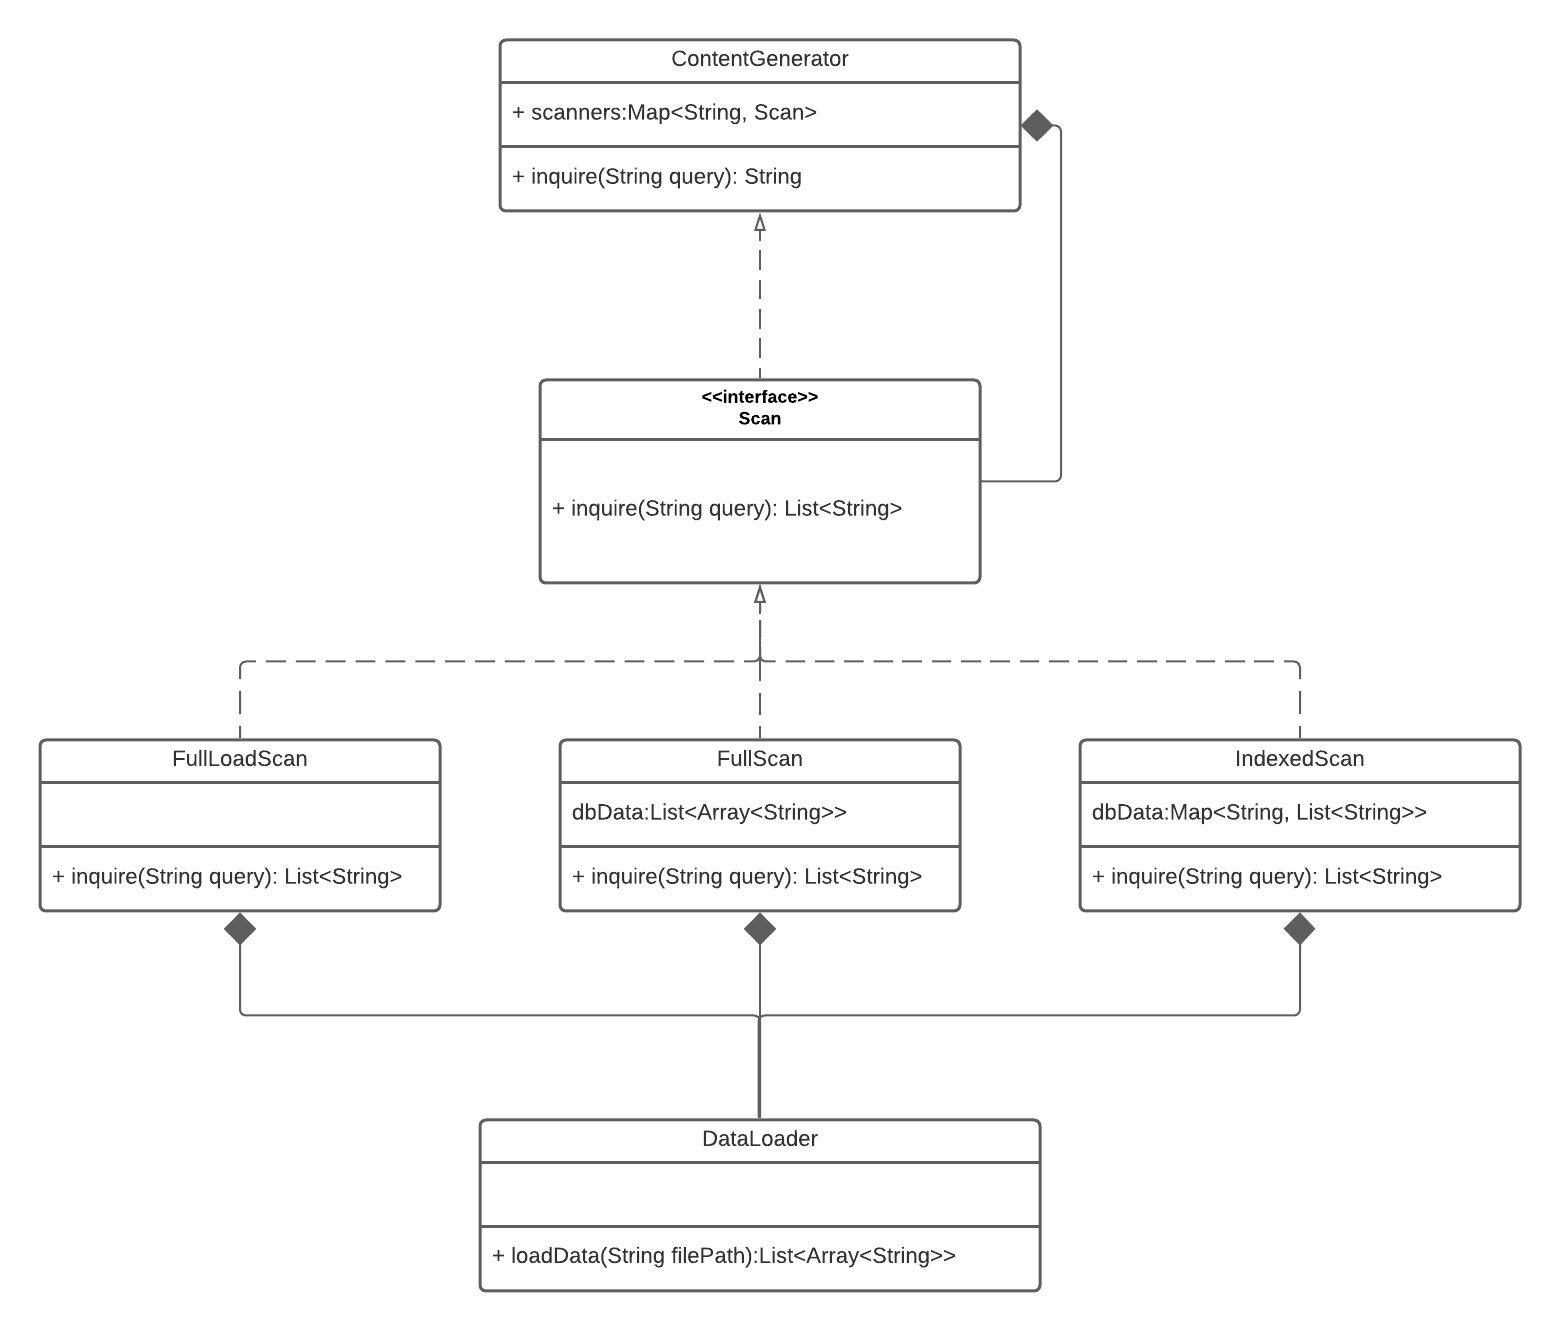 ContentGenerator
+ scanners:Map<String, Scan>
+ inquire(String query): String
<<interface>>
Scan
+ inquire(String query): List<String>
FullLoadScan
+ inquire(String query): List<String>
FullScan
dbData:List<Array<String>>
+ inquire(String query): List<String>
IndexedScan
dbData:Map<String, List<String>>
+ inquire(String query): List<String>
DataLoader
+ loadData(String filePath):List<Array<String>>